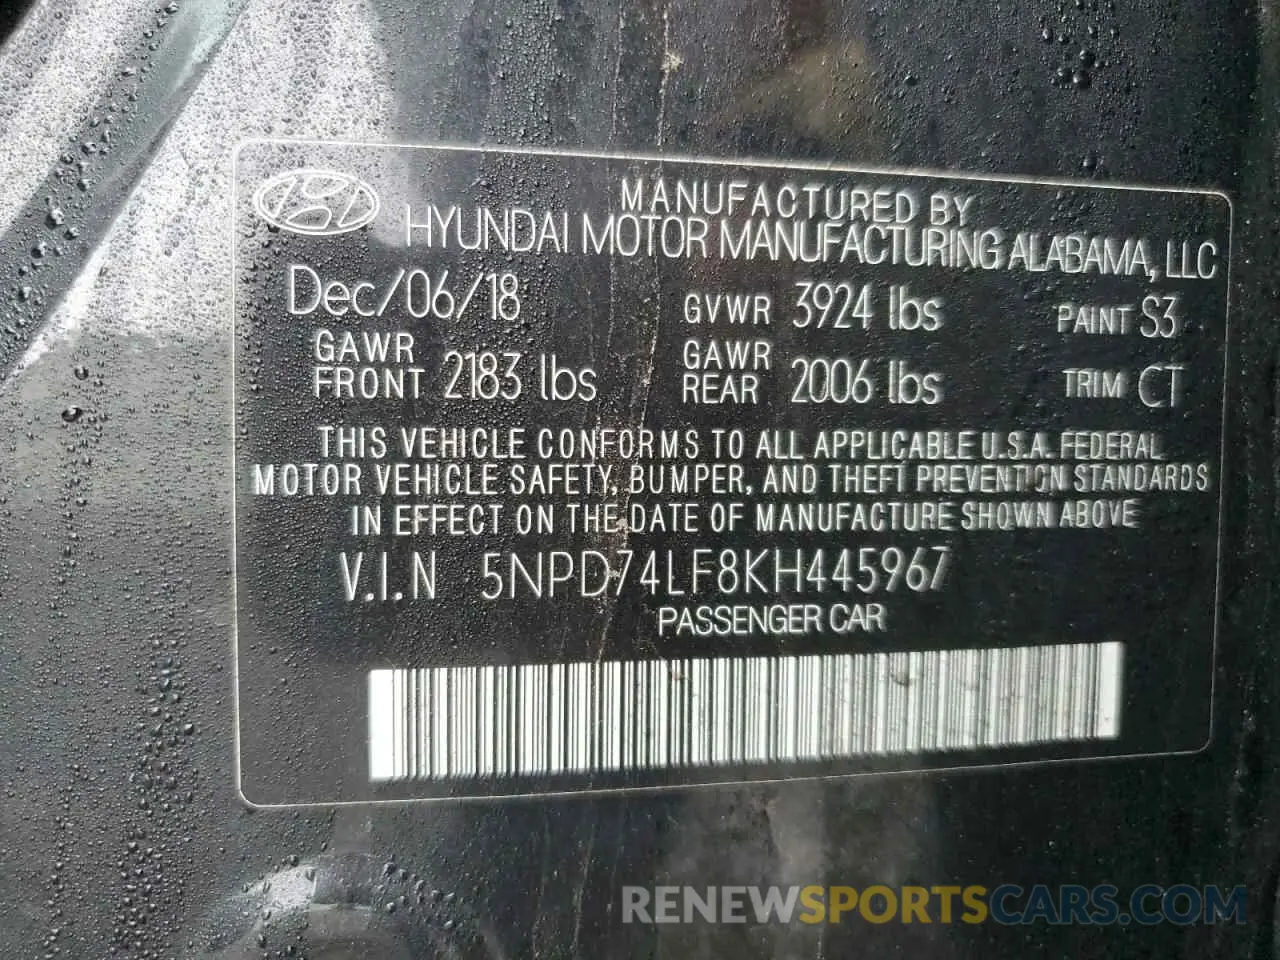 MANUFACTURED BY
HYUNDAI MOTOR MANUFACTURING ALABAMA, LLC
Dec/06/18 GVWR 3924 lbs PAINT S3
GAWR FRONT 2183 lbs GAWR REAR 2006 lbs TRIM CT
THIS VEHICLE CONFORMS TO ALL APPLICABLE U.S.A. FEDERAL
MOTOR VEHICLE SAFETY, BUMPER, AND THEFT PREVENTION STANDARDS
IN EFFECT ON THE DATE OF MANUFACTURE SHOWN ABOVE
V.I.N 5NPD74LF8KH445967
PASSENGER CAR
RENEWSPORTSCARS.COM